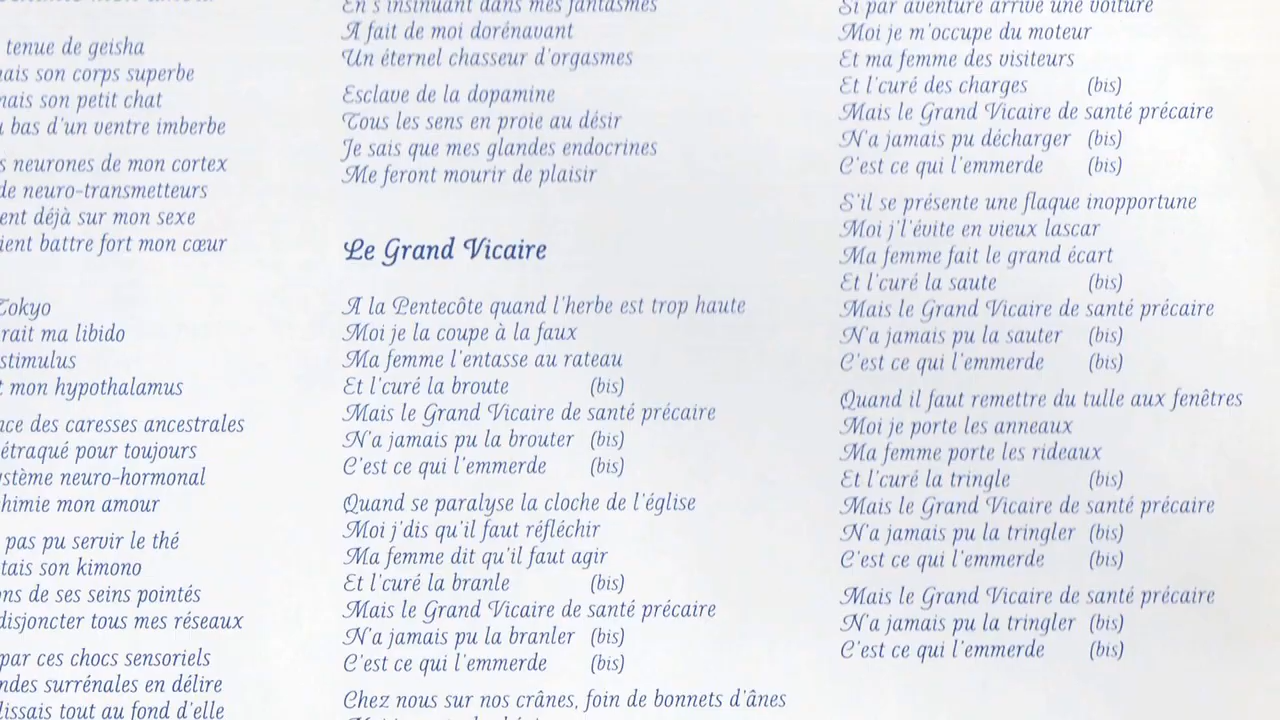 tenue de geisha
son corps superbe
son petit chat
bas d'un ventre imberbe
neurones de mon cortex
de neuro-transmetteurs
déjà sur mon sexe
battre fort mon cœur
Tokyo
ma libido
stimulus
mon hypothalamus
des caresses ancestrales
pour toujours
neuro-hormonal
mon amour
pas pu servir le thé
son kimono
de ses seins pointés
disjoncter tous mes réseaux
par ces chocs sensoriels
surrénales en délire
tout au fond d'elle
En s'insinuant dans mes fantasmes
A fait de moi dorénavant
Un éternel chasseur d'orgasmes
Esclave de la dopamine
Tous les sens en proie au désir
Je sais que mes glandes endocrines
Me feront mourir de plaisir
Le Grand Vicaire
A la Pentecôte quand l'herbe est trop haute
Moi je la coupe à la faux
Ma femme l'entasse au rateau
Et l'curé la broute (bis)
Mais le Grand Vicaire de santé précaire
N'a jamais pu la brouter (bis)
C'est ce qui l'emmerde (bis)
Quand se paralyse la cloche de l'église
Moi j'dis qu'il faut réfléchir
Ma femme dit qu'il faut agir
Et l'curé la branle (bis)
Mais le Grand Vicaire de santé précaire
N'a jamais pu la branler (bis)
C'est ce qui l'emmerde (bis)
Chez nous sur nos crânes, foin de bonnets d'ânes
Si par aventure arrive une voiture
Moi je m'occupe du moteur
Et ma femme des visiteurs
Et l'curé des charges (bis)
Mais le Grand Vicaire de santé précaire
N'a jamais pu décharger (bis)
C'est ce qui l'emmerde (bis)
S'il se présente une flaque inopportune
Moi j'l'évite en vieux lascar
Ma femme fait le grand écart
Et l'curé la saute (bis)
Mais le Grand Vicaire de santé précaire
N'a jamais pu la sauter (bis)
C'est ce qui l'emmerde (bis)
Quand il faut remettre du tulle aux fenêtres
Moi je porte les anneaux
Ma femme porte les rideaux
Et l'curé la tringle (bis)
Mais le Grand Vicaire de santé précaire
N'a jamais pu la tringler (bis)
C'est ce qui l'emmerde (bis)
Mais le Grand Vicaire de santé précaire
N'a jamais pu la tringler (bis)
C'est ce qui l'emmerde (bis)